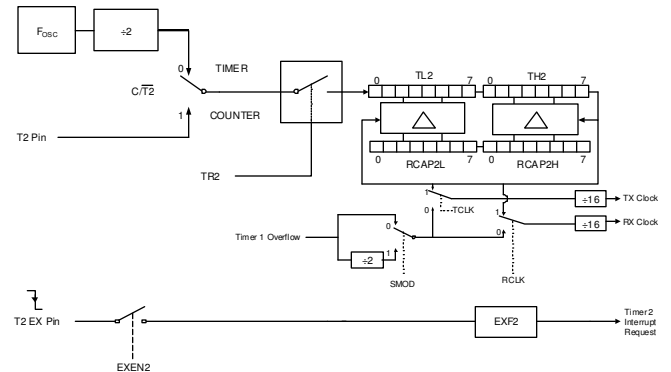 FOSC
÷2
0
TIMER
C/T2
1
COUNTER
T2 Pin
TR2
TL2
TH2
0
7
0
7
0
7
0
7
RCAP2L
RCAP2H
1
TCLK
0
÷16
TX Clock
1
÷16
RX Clock
0
Timer 1 Overflow
0
1
÷2
SMOD
RCLK
T2 EX Pin
EXEN2
EXF2
Timer 2
Interrupt
Request